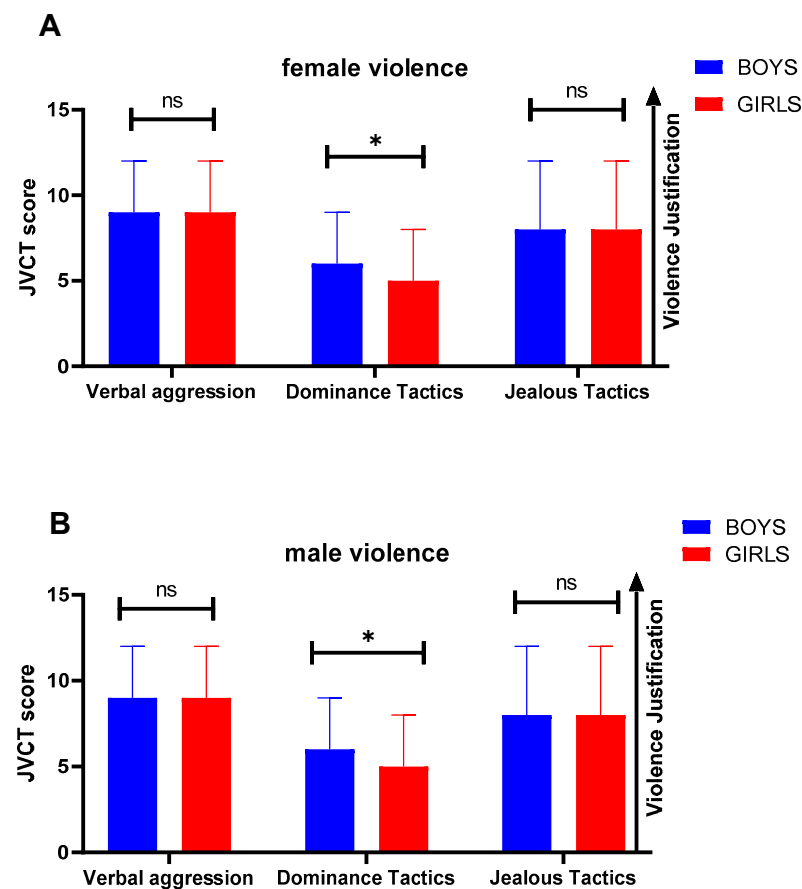 A
female violence
BOYS
GIRLS
ns
*
ns
15
10
5
0
JVCT score
Violence Justification
Verbal aggression
Dominance Tactics
Jealous Tactics
B
male violence
BOYS
GIRLS
ns
*
ns
15
10
5
0
JVCT score
Violence Justification
Verbal aggression
Dominance Tactics
Jealous Tactics